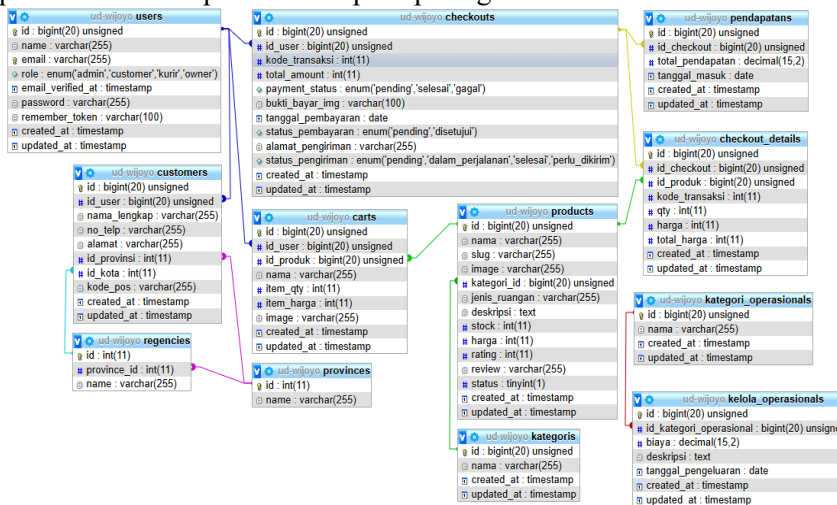 ud-wijoyo users
id : bigint(20) unsigned
name : varchar(255)
email : varchar(255)
role : enum('admin','customer','kurir','owner')
email_verified_at : timestamp
password : varchar(255)
remember_token : varchar(100)
created_at : timestamp
updated_at : timestamp
ud-wijoyo checkouts
id : bigint(20) unsigned
id_user : bigint(20) unsigned
kode_transaksi : int(11)
total_amount : int(11)
payment_status : enum('pending','selesai','gagal')
bukti_bayar_img : varchar(100)
tanggal_pembayaran : date
status_pembayaran : enum('pending','disetujui')
alamat_pengiriman : varchar(255)
status_pengiriman : enum('pending','dalam_perjalanan','selesai','perlu_dikirim')
created_at : timestamp
updated_at : timestamp
ud-wijoyo pendapatans
id : bigint(20) unsigned
id_checkout : bigint(20) unsigned
total_pendapatan : decimal(15,2)
tanggal_masuk : date
created_at : timestamp
updated_at : timestamp
ud-wijoyo checkout_details
id : bigint(20) unsigned
id_checkout : bigint(20) unsigned
id_produk : bigint(20) unsigned
kode_transaksi : int(11)
qty : int(11)
harga : int(11)
total_harga : int(11)
created_at : timestamp
updated_at : timestamp
ud-wijoyo customers
id : bigint(20) unsigned
id_user : bigint(20) unsigned
nama_lengkap : varchar(255)
no_telp : varchar(255)
alamat : varchar(255)
id_provinsi : int(11)
id_kota : int(11)
kode_pos : varchar(255)
created_at : timestamp
updated_at : timestamp
ud-wijoyo carts
id : bigint(20) unsigned
id_user : bigint(20) unsigned
id_produk : bigint(20) unsigned
nama : varchar(255)
item_qty : int(11)
item_harga : int(11)
image : varchar(255)
created_at : timestamp
updated_at : timestamp
ud-wijoyo products
id : bigint(20) unsigned
nama : varchar(255)
slug : varchar(255)
image : varchar(255)
kategori_id : bigint(20) unsigned
jenis_ruangan : varchar(255)
deskripsi : text
stock : int(11)
harga : int(11)
rating : int(11)
review : varchar(255)
status : tinyint(1)
created_at : timestamp
updated_at : timestamp
ud-wijoyo kategori_operasionals
id : bigint(20) unsigned
nama : varchar(255)
created_at : timestamp
updated_at : timestamp
ud-wijoyo regencies
id : int(11)
province_id : int(11)
name : varchar(255)
ud-wijoyo provinces
id : int(11)
name : varchar(255)
ud-wijoyo kategoris
id : bigint(20) unsigned
nama : varchar(255)
created_at : timestamp
updated_at : timestamp
ud-wijoyo kelola_operasionals
id : bigint(20) unsigned
id_kategori_operasional : bigint(20) unsigne
biaya : decimal(15,2)
deskripsi : text
tanggal_pengeluaran : date
created_at : timestamp
updated_at : timestamp